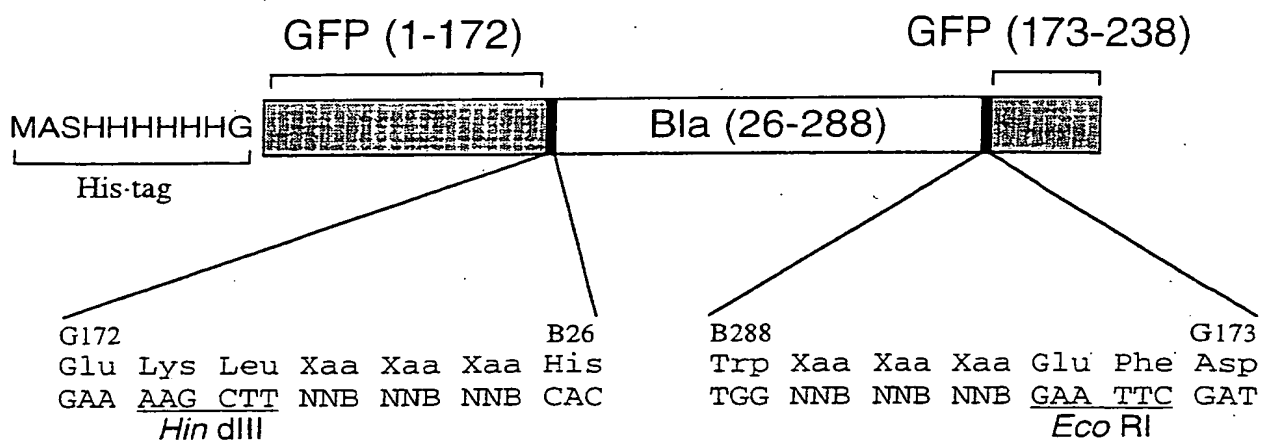 GFP (1-172) GFP (173-238)
MASHHHHHHG Bla (26-288)
His-tag
G172 B26 B288 G173
Glu Lys Leu Xaa Xaa Xaa His Trp Xaa Xaa Xaa Glu Phe Asp
GAA AAG CTT NNB NNB NNB CAC TGG NNB NNB NNB GAA TTC GAT
Hin dIII Eco RI